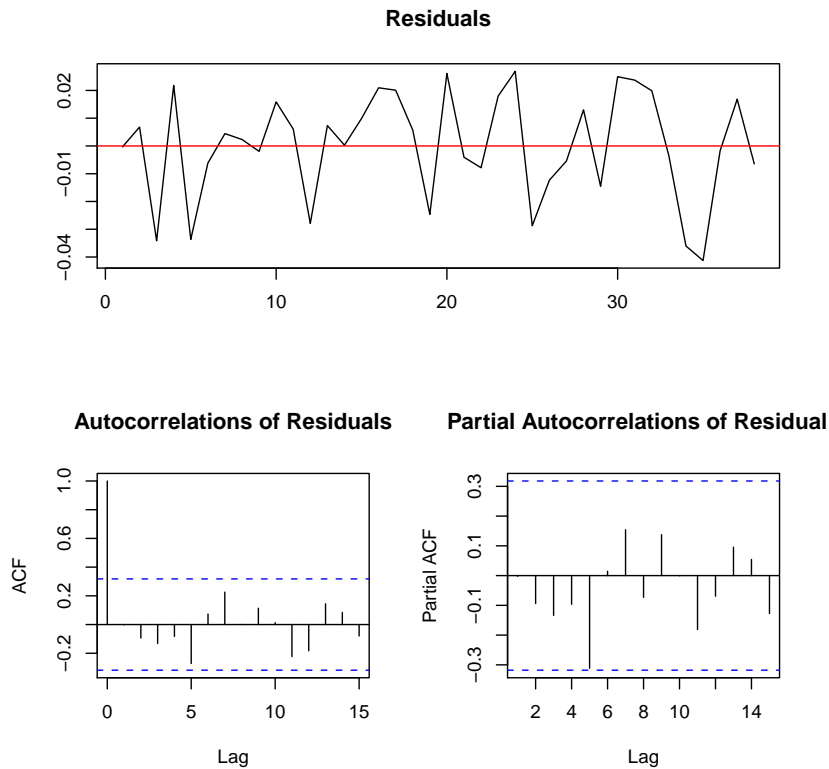 Residuals
0.02
−0.01
−0.04
0 10 20 30
Autocorrelations of Residuals
ACF
1.0
0.6
0.2
−0.2
0 5 10 15
Lag
Partial Autocorrelations of Residual
Partial ACF
0.3
0.1
−0.1
−0.3
2 4 6 8 10 14
Lag